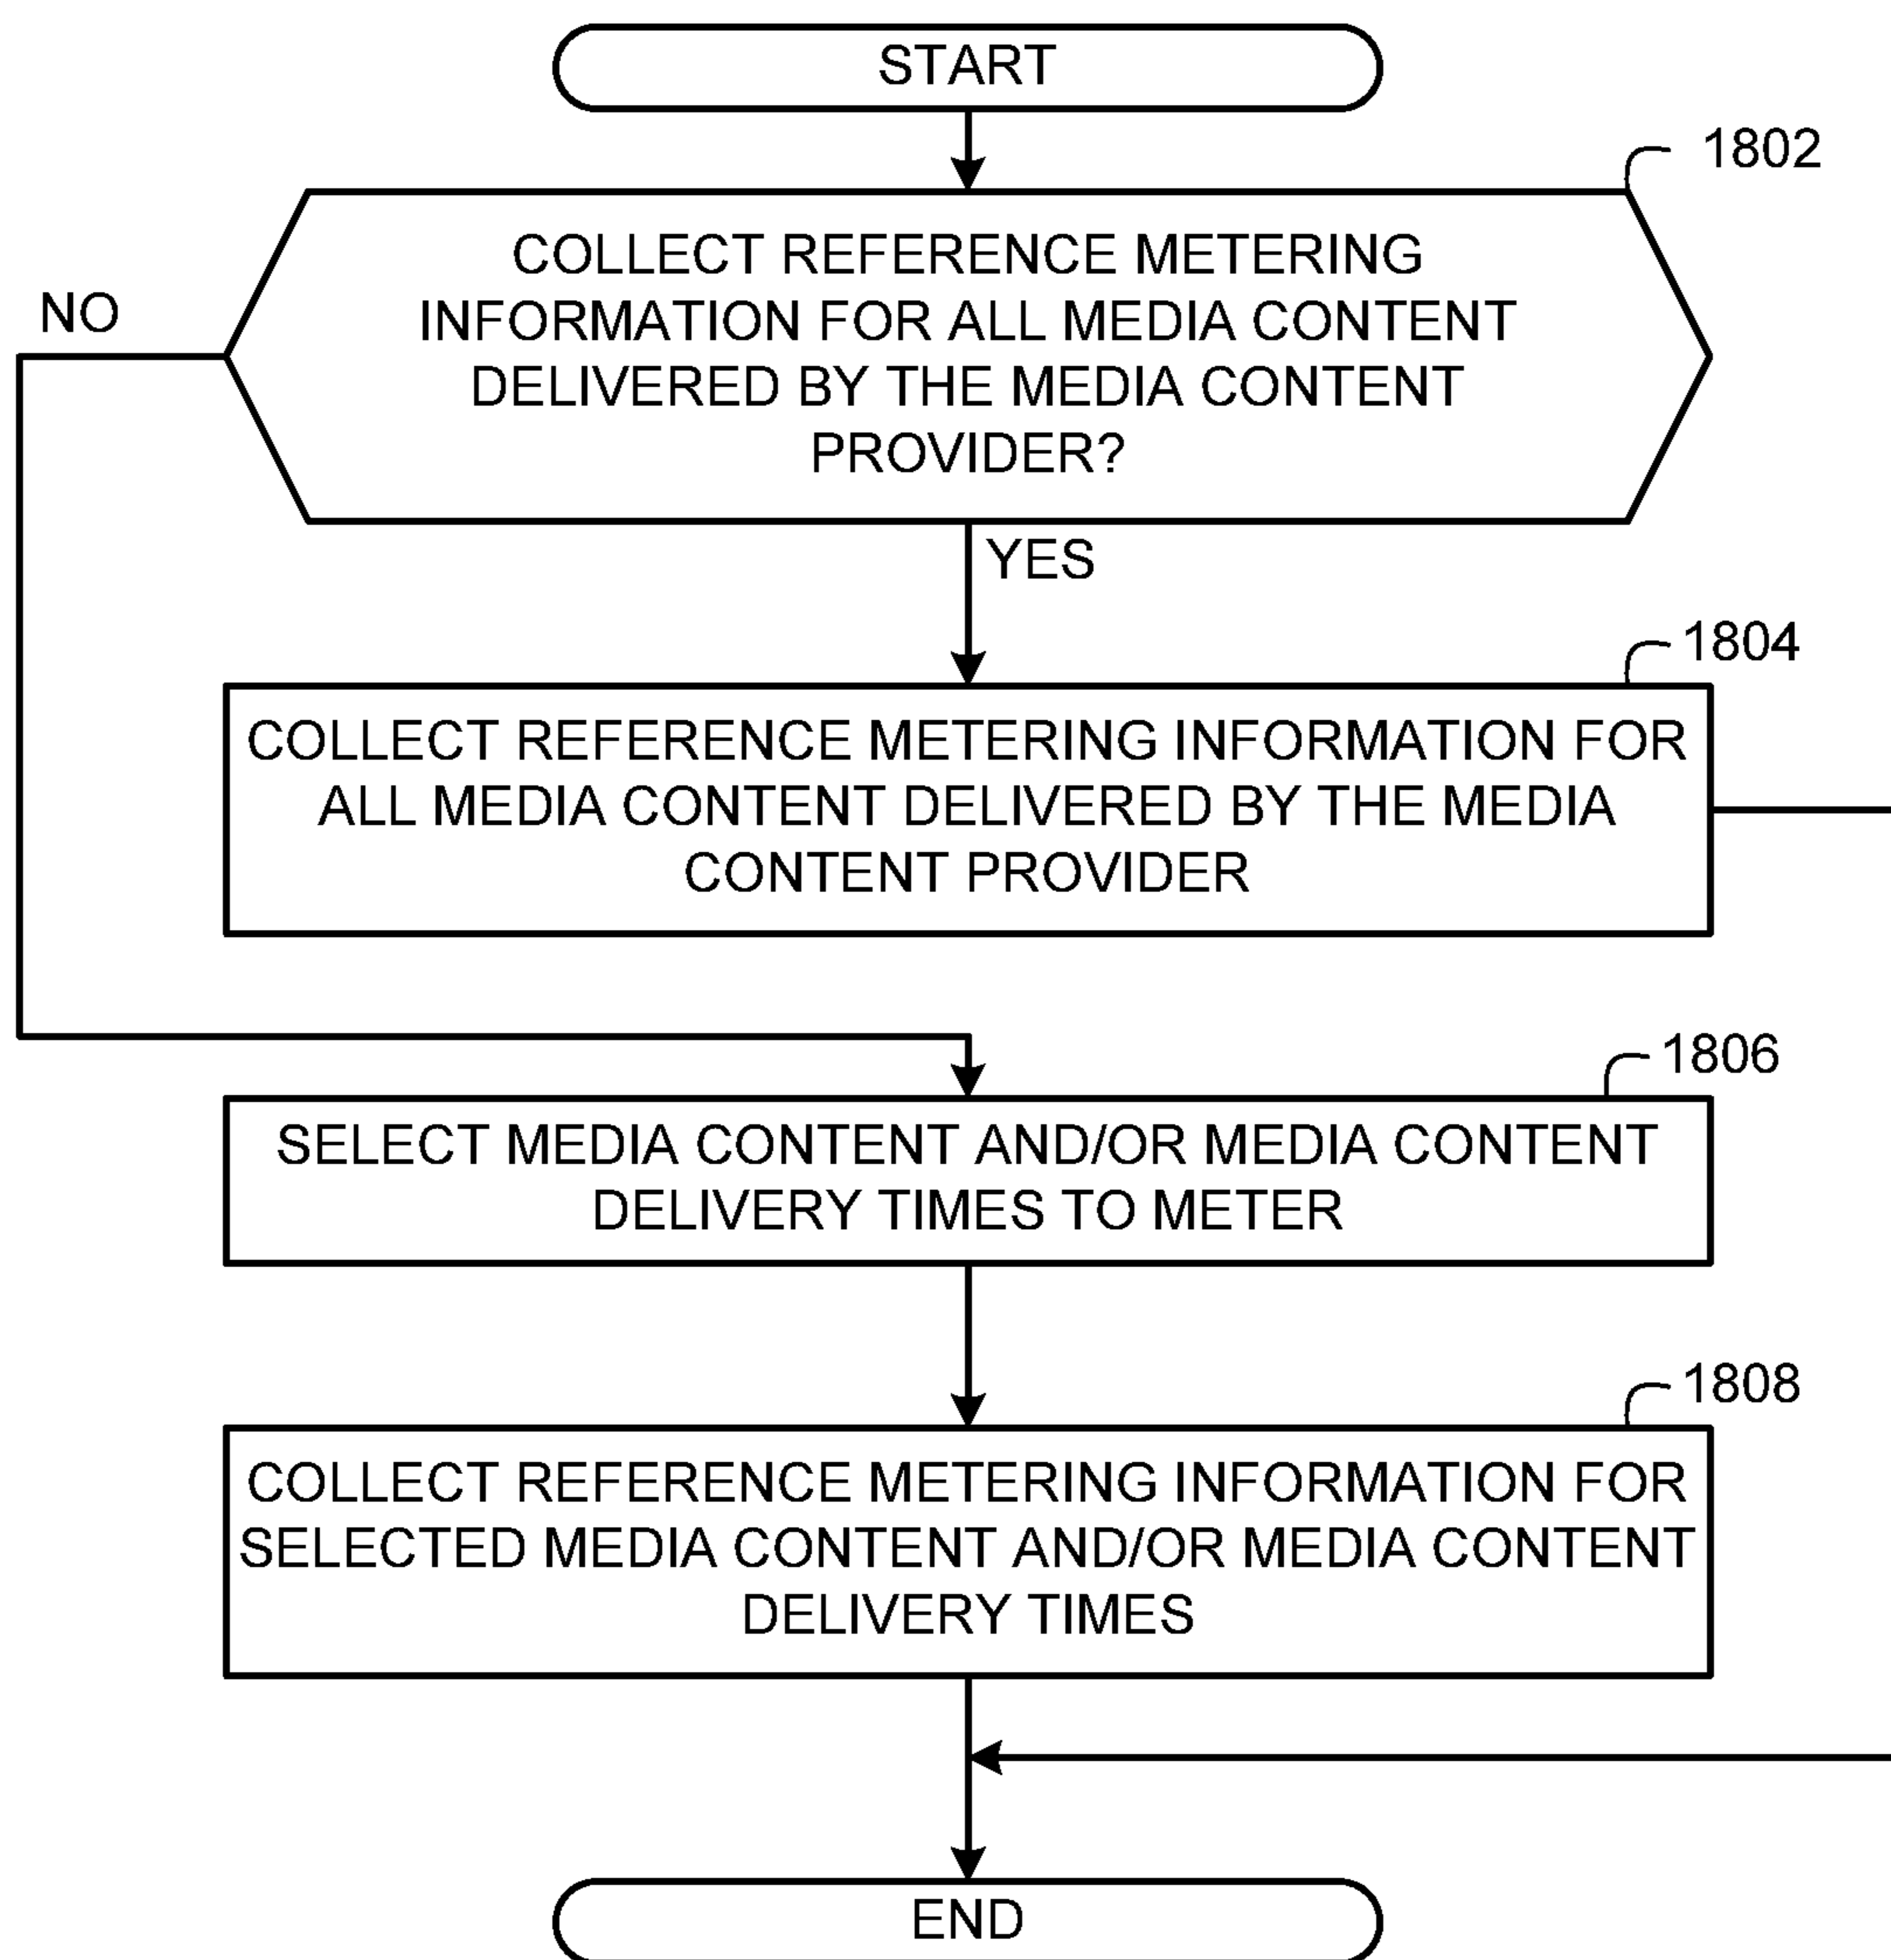 START
1802
COLLECT REFERENCE METERING
INFORMATION FOR ALL MEDIA CONTENT
DELIVERED BY THE MEDIA CONTENT
PROVIDER?
NO
YES
1804
COLLECT REFERENCE METERING INFORMATION FOR
ALL MEDIA CONTENT DELIVERED BY THE MEDIA
CONTENT PROVIDER
1806
SELECT MEDIA CONTENT AND/OR MEDIA CONTENT
DELIVERY TIMES TO METER
1808
COLLECT REFERENCE METERING INFORMATION FOR
SELECTED MEDIA CONTENT AND/OR MEDIA CONTENT
DELIVERY TIMES
END